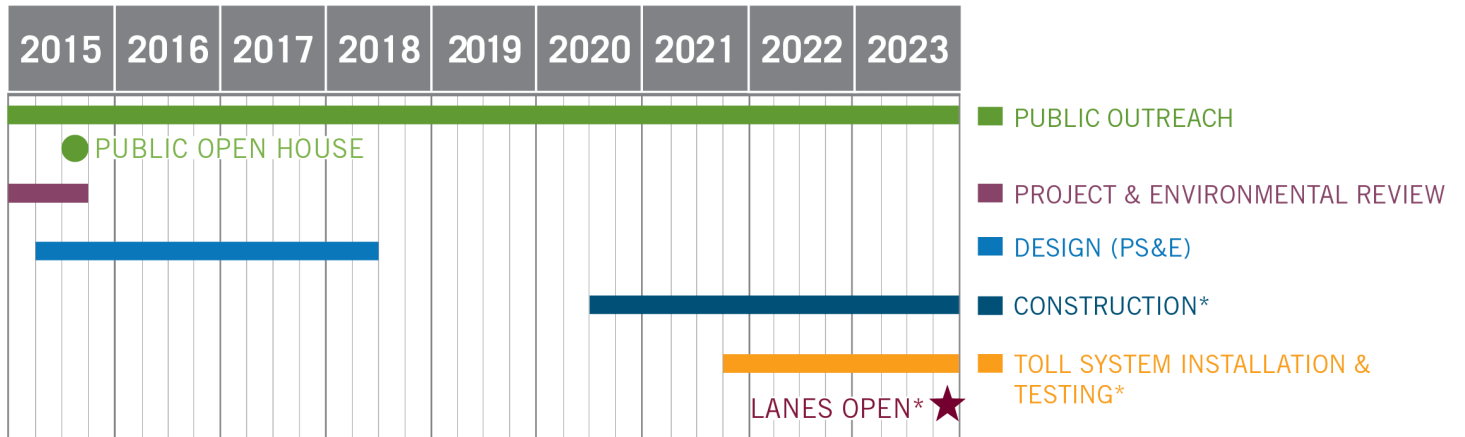 2015 2016 2017 2018 2019 2020 2021 2022 2023
PUBLIC OUTREACH
PUBLIC OPEN HOUSE
PROJECT & ENVIRONMENTAL REVIEW
DESIGN (PS&E)
CONSTRUCTION*
TOLL SYSTEM INSTALLATION &
TESTING*
LANES OPEN*